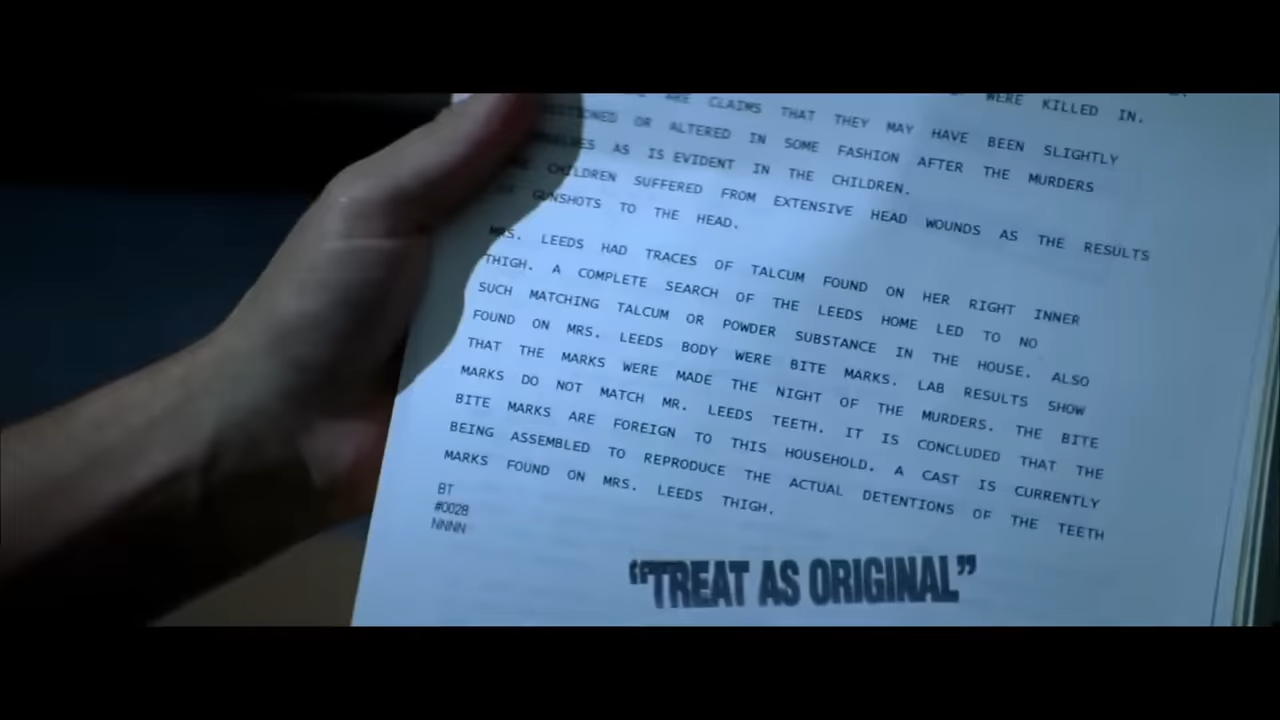 WERE KILLED IN.
ARE CLAIMS THAT THEY MAY HAVE BEEN SLIGHTLY
OR ALTERED IN SOME FASHION AFTER THE MURDERS
AS IS EVIDENT IN THE CHILDREN.
CHILDREN SUFFERED FROM EXTENSIVE HEAD WOUNDS AS THE RESULTS
GUNSHOTS TO THE HEAD.
MRS. LEEDS HAD TRACES OF TALCUM FOUND ON HER RIGHT INNER
THIGH. A COMPLETE SEARCH OF THE LEEDS HOME LED TO NO
SUCH MATCHING TALCUM OR POWDER SUBSTANCE IN THE HOUSE. ALSO
FOUND ON MRS. LEEDS BODY WERE BITE MARKS. LAB RESULTS SHOW
THAT THE MARKS WERE MADE THE NIGHT OF THE MURDERS. THE BITE
MARKS DO NOT MATCH MR. LEEDS TEETH. IT IS CONCLUDED THAT THE
BITE MARKS ARE FOREIGN TO THIS HOUSEHOLD. A CAST IS CURRENTLY
BEING ASSEMBLED TO REPRODUCE THE ACTUAL DETENTIONS OF THE TEETH
MARKS FOUND ON MRS. LEEDS THIGH.
BT
#0028
NNNN
"TREAT AS ORIGINAL"